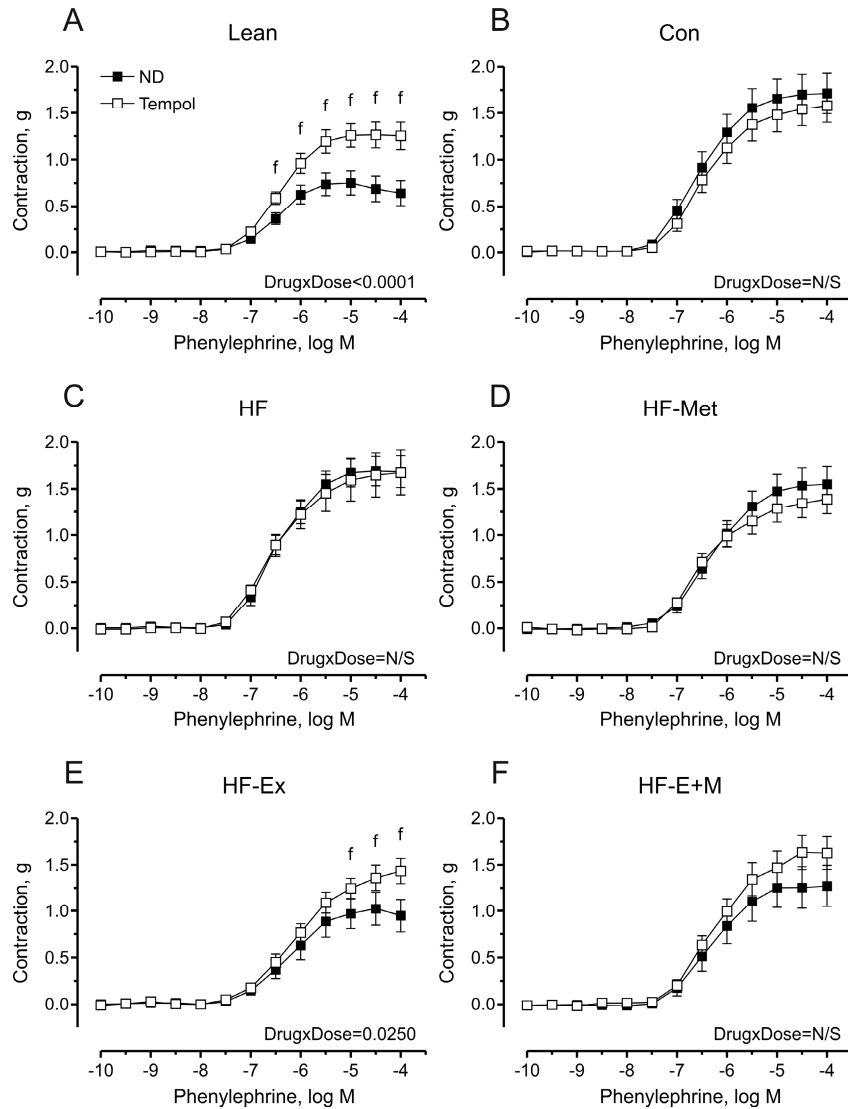 A
Lean
ND
Tempol
f f f f f f
Contraction, g
2.0
1.5
1.0
0.5
0.0
DrugxDose<0.0001
-10 -9 -8 -7 -6 -5 -4
Phenylephrine, log M
B
Con
Contraction, g
2.0
1.5
1.0
0.5
0.0
DrugxDose=N/S
-10 -9 -8 -7 -6 -5 -4
Phenylephrine, log M
C
HF
Contraction, g
2.0
1.5
1.0
0.5
0.0
DrugxDose=N/S
-10 -9 -8 -7 -6 -5 -4
Phenylephrine, log M
D
HF-Met
Contraction, g
2.0
1.5
1.0
0.5
0.0
DrugxDose=N/S
-10 -9 -8 -7 -6 -5 -4
Phenylephrine, log M
E
HF-Ex
f f f
Contraction, g
2.0
1.5
1.0
0.5
0.0
DrugxDose=0.0250
-10 -9 -8 -7 -6 -5 -4
Phenylephrine, log M
F
HF-E+M
Contraction, g
2.0
1.5
1.0
0.5
0.0
DrugxDose=N/S
-10 -9 -8 -7 -6 -5 -4
Phenylephrine, log M